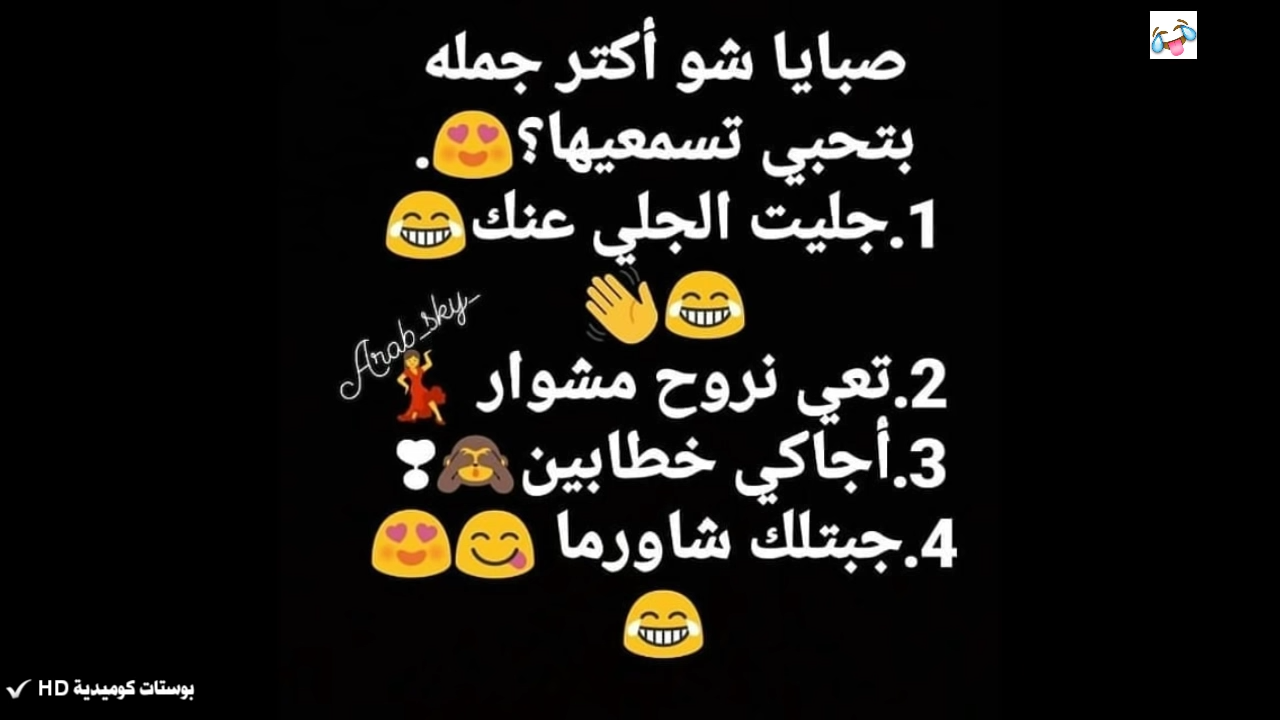 صبايا شو أكتر جمله
بتحبي تسمعيها؟😍.
1.جليت الجلي عنك😂
😂👋
2.تعي نروح مشوار 💃
3.أجاكي خطابين🙈❣
4.جبتلك شاورما 😋😍
😂
Arab_sky_
بوستات كوميدية HD ✓